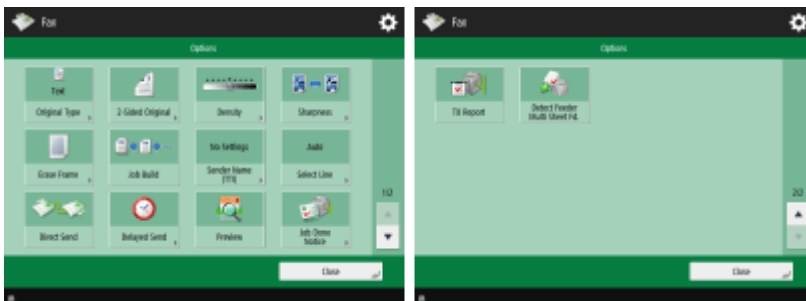 Fax
Options
Text
Original Type
2-Sided Original
Density
Sharpness
Erase Frame
Job Build
No Settings
Sender Name
(TTI)
Auto
Select Line
1/2
Direct Send
Delayed Send
Preview
Job Done
Notice
Close
Fax
Options
TX Report
Detect Feeder
Multi Sheet Fd.
2/2
Close